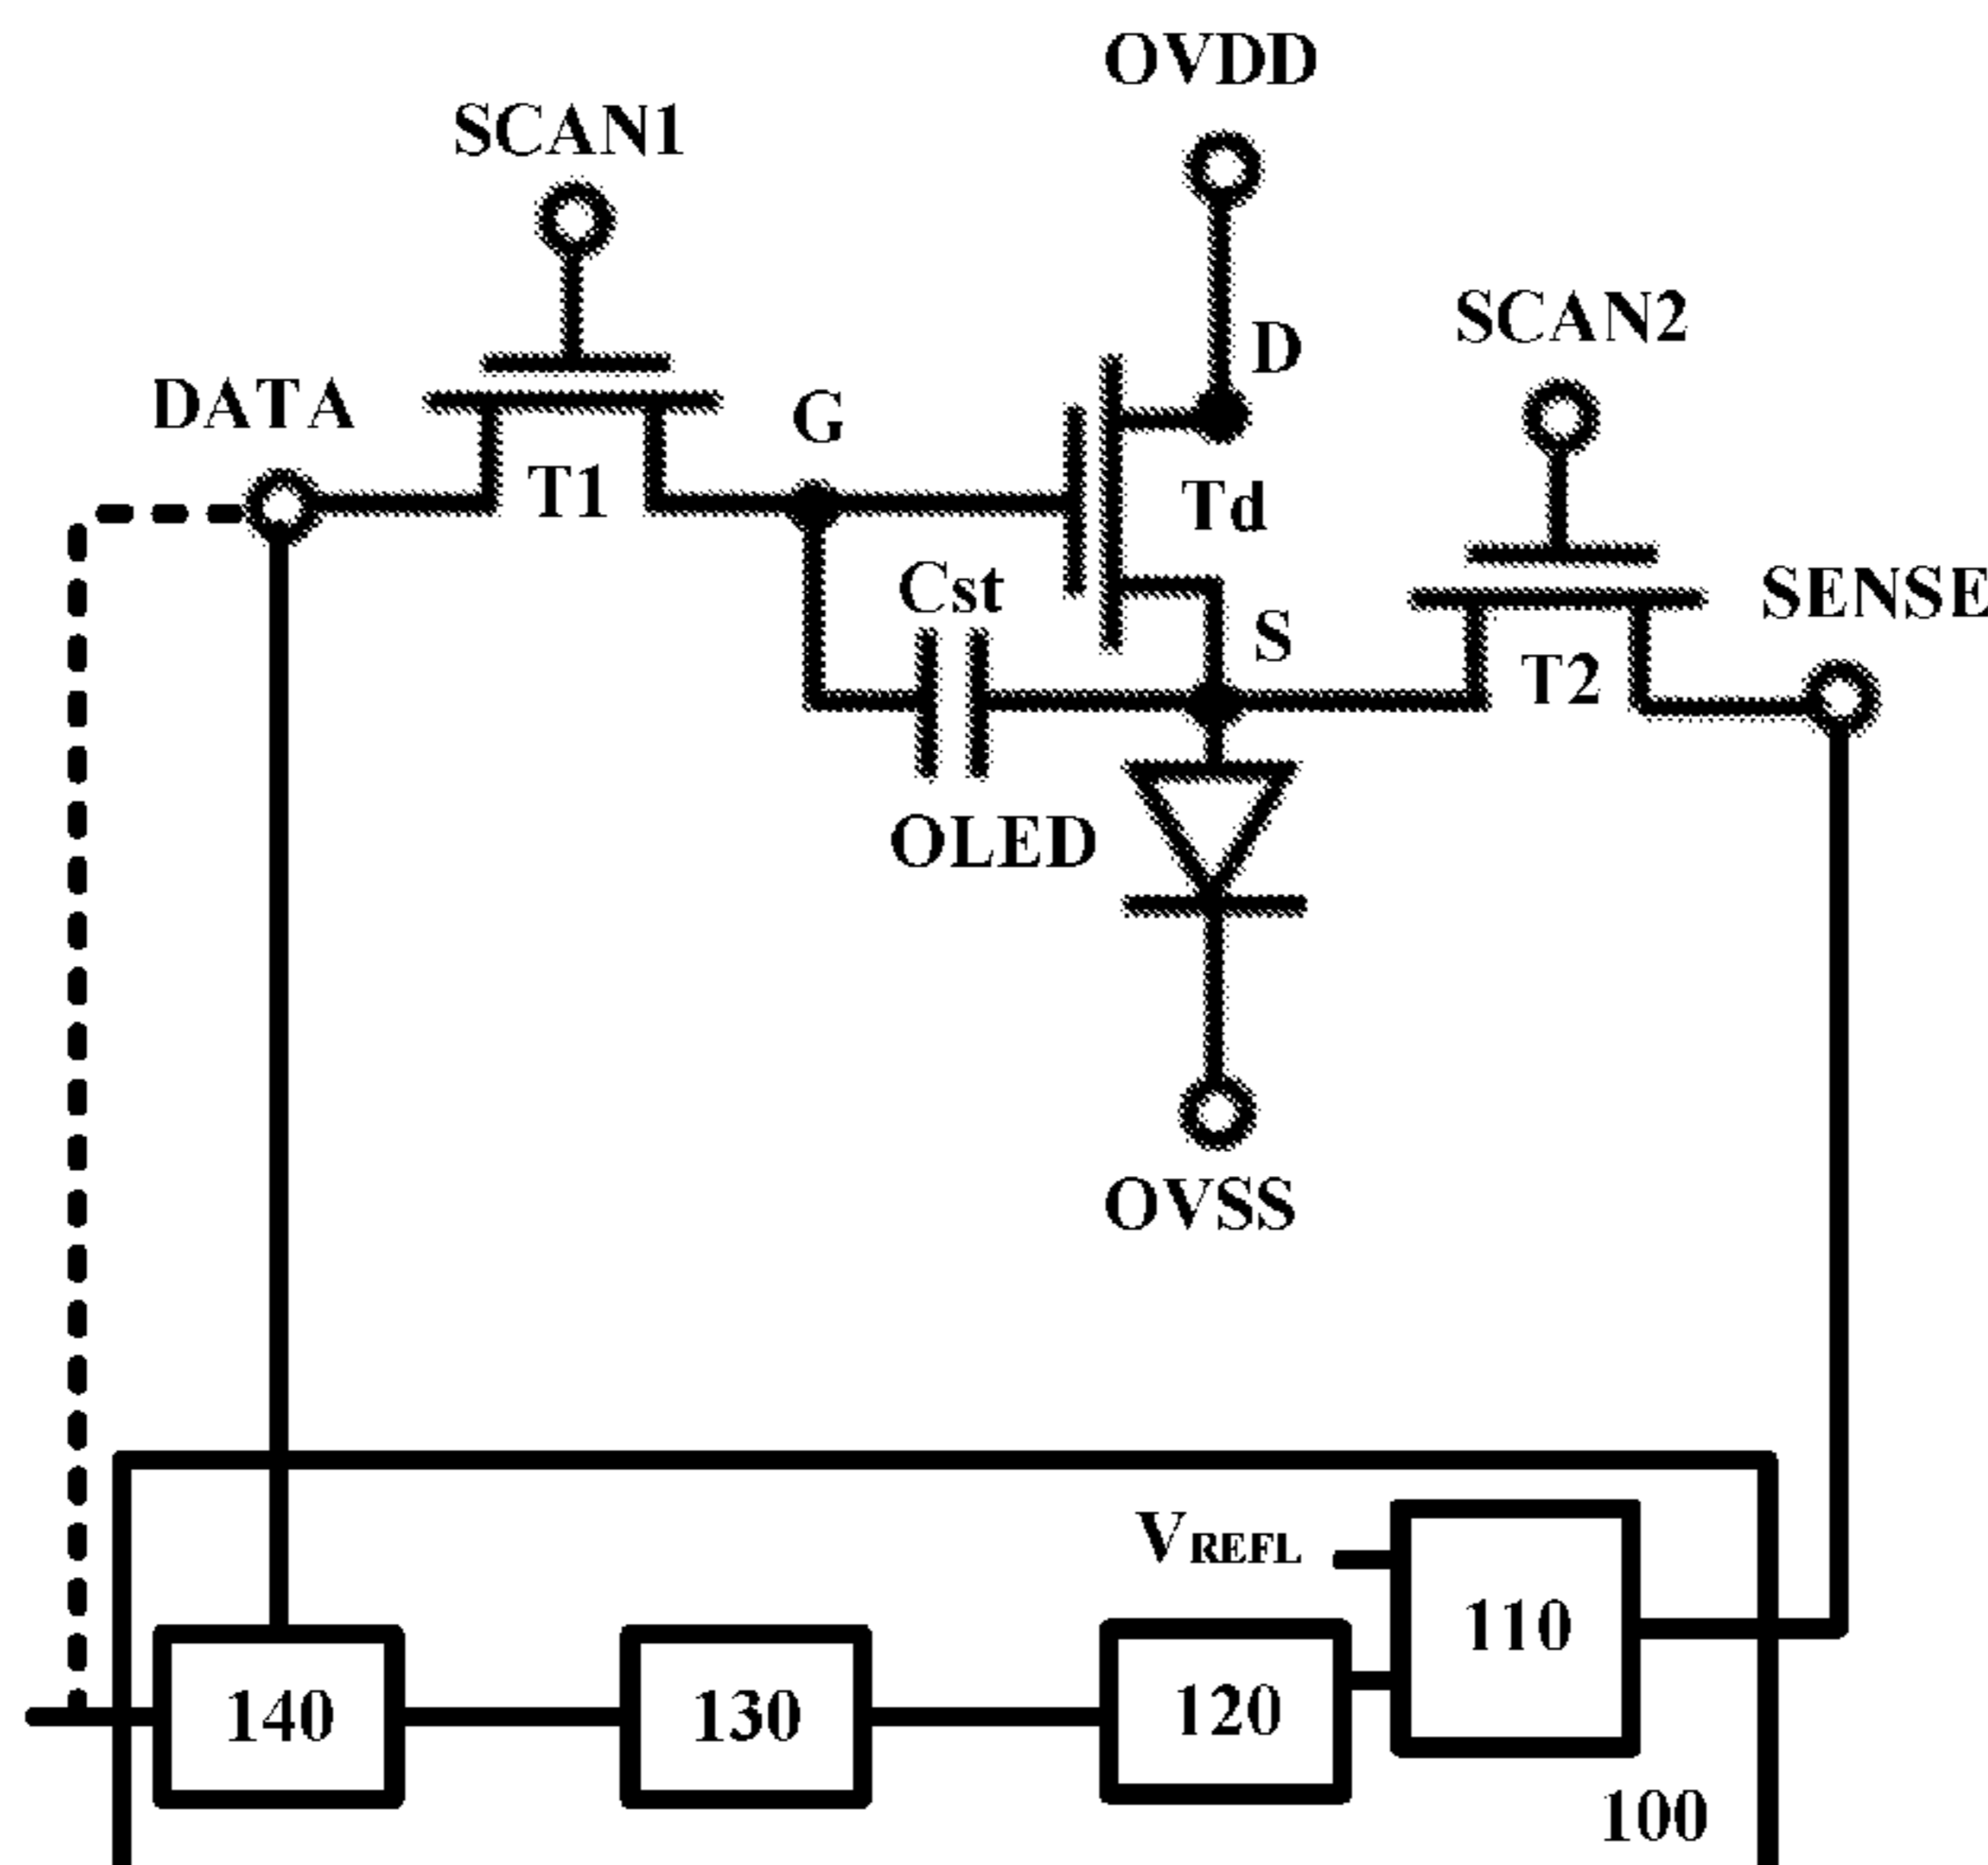 OVDD
SCAN1
SCAN2
D
DATA
G
T1
Td
Cst
SENSE
S
T2
OLED
OVSS
VREFL
110
140
130
120
100